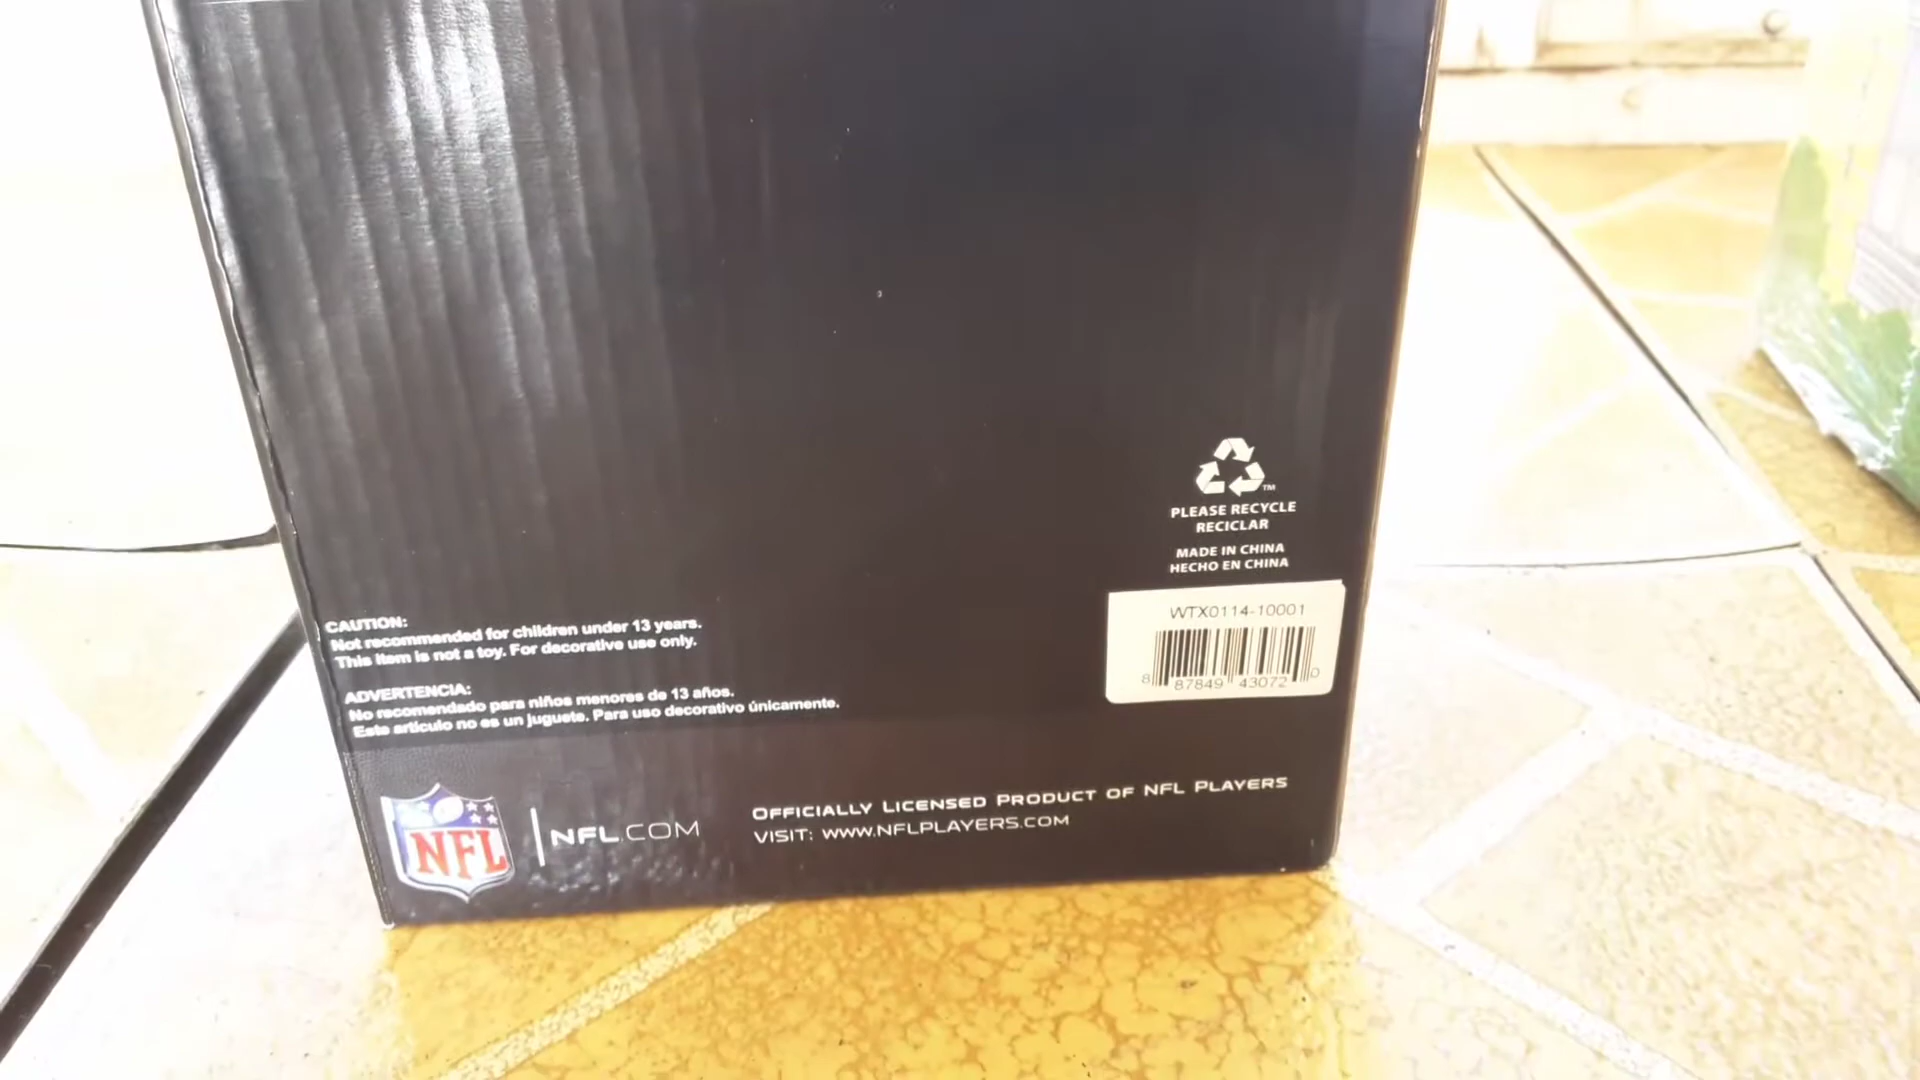 PLEASE RECYCLE
RECICLAR
MADE IN CHINA
HECHO EN CHINA
WTX0114-10001
8 87849 43072 0
CAUTION:
Not recommended for children under 13 years.
This item is not a toy. For decorative use only.
ADVERTENCIA:
No recomendado para niños menores de 13 años.
Este articulo no es un juguete. Para uso decorativo únicamente.
NFL
NFL.COM
OFFICIALLY LICENSED PRODUCT OF NFL PLAYERS
VISIT: WWW.NFLPLAYERS.COM